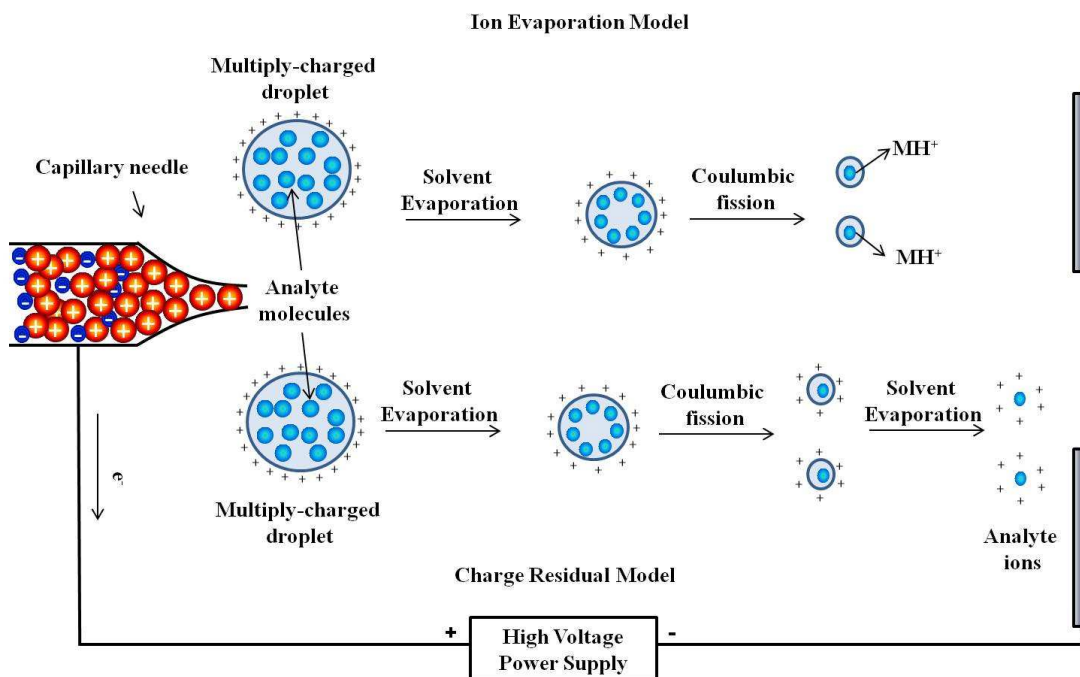 Ion Evaporation Model
Multiply-charged
droplet
Capillary needle
Solvent
Evaporation
Coulumbic
fission
MH⁺
MH⁺
Analyte
molecules
Solvent
Evaporation
Coulumbic
fission
Solvent
Evaporation
e⁻
Multiply-charged
droplet
Analyte
ions
Charge Residual Model
+
High Voltage
Power Supply
-